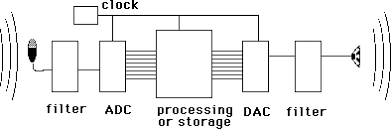 clock
filter
ADC
processing
or storage
DAC
filter